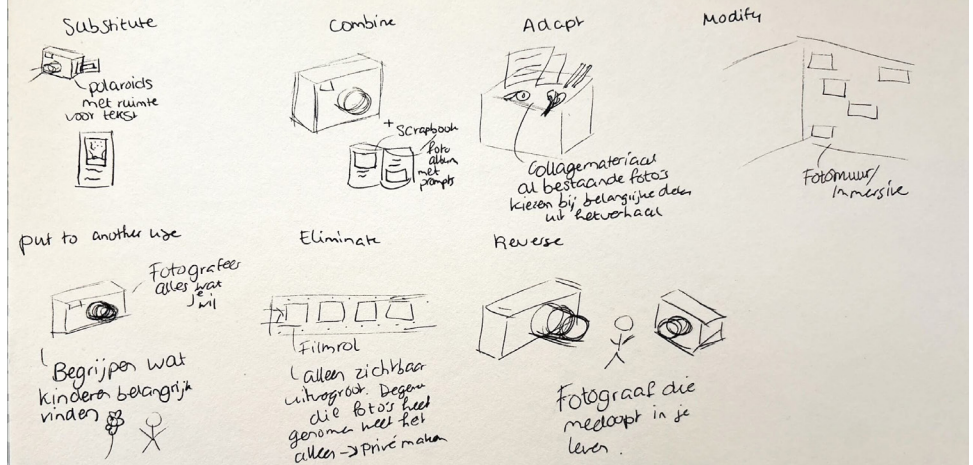 Substitute
polaroids
met ruimte
voor tekst
Combine
+
Scrapbook
foto
album
met
prompts
Adapt
Collagemateriaal
al bestaande foto's
kiezen bij belangrijke delen
uit het verhaal
Modify
Fotomuur/
Immersive
put to another use
Fotografeer
alles wat
je
wil
Begrijpen wat
kinderen belangrijk
vinden
Eliminate
Filmrol
alleen zichtbaar
uitvergroot. Degene
die foto's heeft
genomen weet het
alleen → Privé maken
Reverse
Fotograaf die
meeloopt in je
leven.